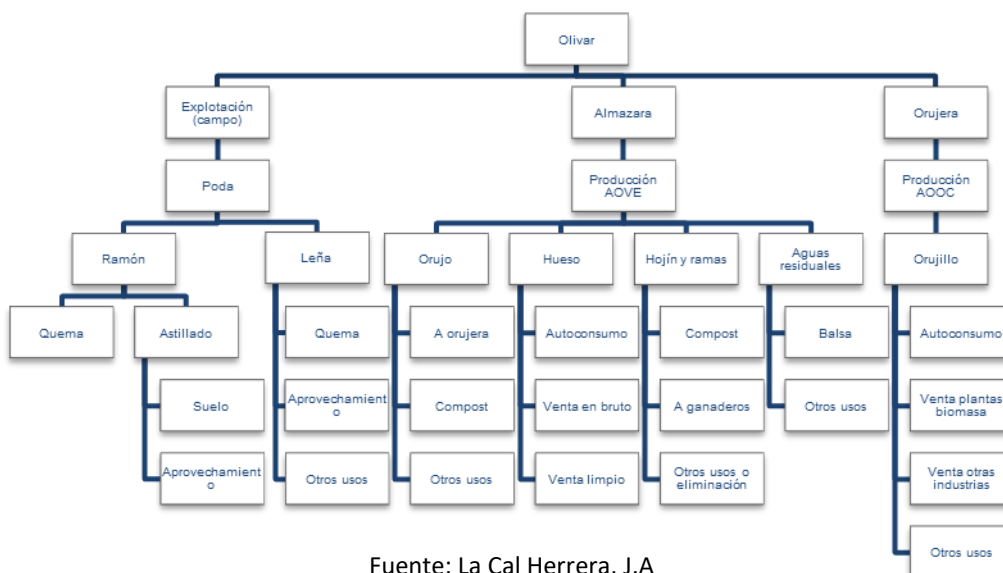 Olivar
Explotación
(campo)
Almazara
Orujera
Poda
Producción
AOVE
Producción
AOOC
Ramón
Leña
Orujo
Hueso
Hojín y ramas
Aguas
residuales
Orujillo
Quema
Astillado
Quema
A orujera
Autoconsumo
Compost
Balsa
Autoconsumo
Suelo
Aprovechamient
o
Compost
Venta en bruto
A ganaderos
Otros usos
Venta plantas
biomasa
Aprovechamient
o
Otros usos
Otros usos
Venta limpio
Otros usos o
eliminación
Venta otras
industrias
Otros usos
Fuente: La Cal Herrera, J.A